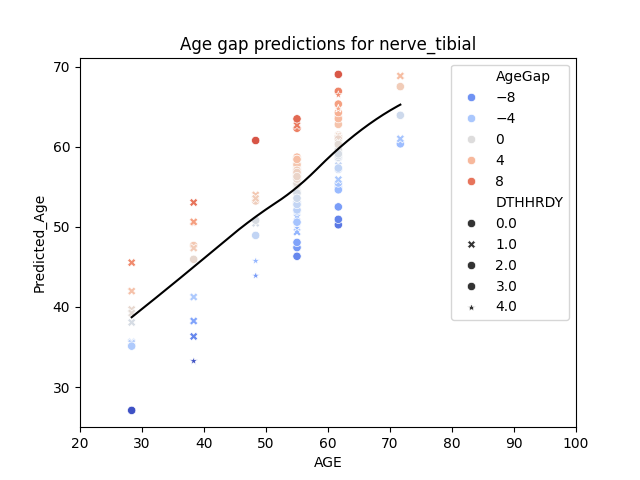 Age gap predictions for nerve_tibial
Predicted_Age
70
60
50
40
30
20 30 40 50 60 70 80 90 100
AGE
AgeGap
−8
−4
0
4
8
DTHHRDY
0.0
1.0
2.0
3.0
4.0